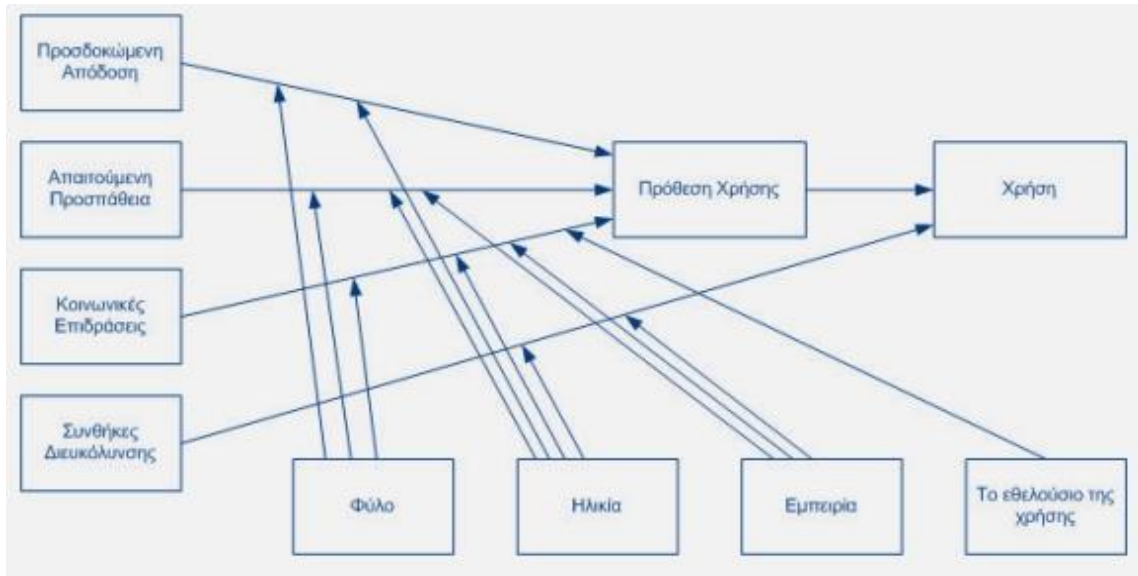 Προσδοκώμενη
Απόδοση
Απαιτούμενη
Προσπάθεια
Πρόθεση Χρήσης
Χρήση
Κοινωνικές
Επιδράσεις
Συνθήκες
Διευκόλυνσης
Φύλο
Ηλικία
Εμπειρία
Το εθελούσιο της
χρήσης